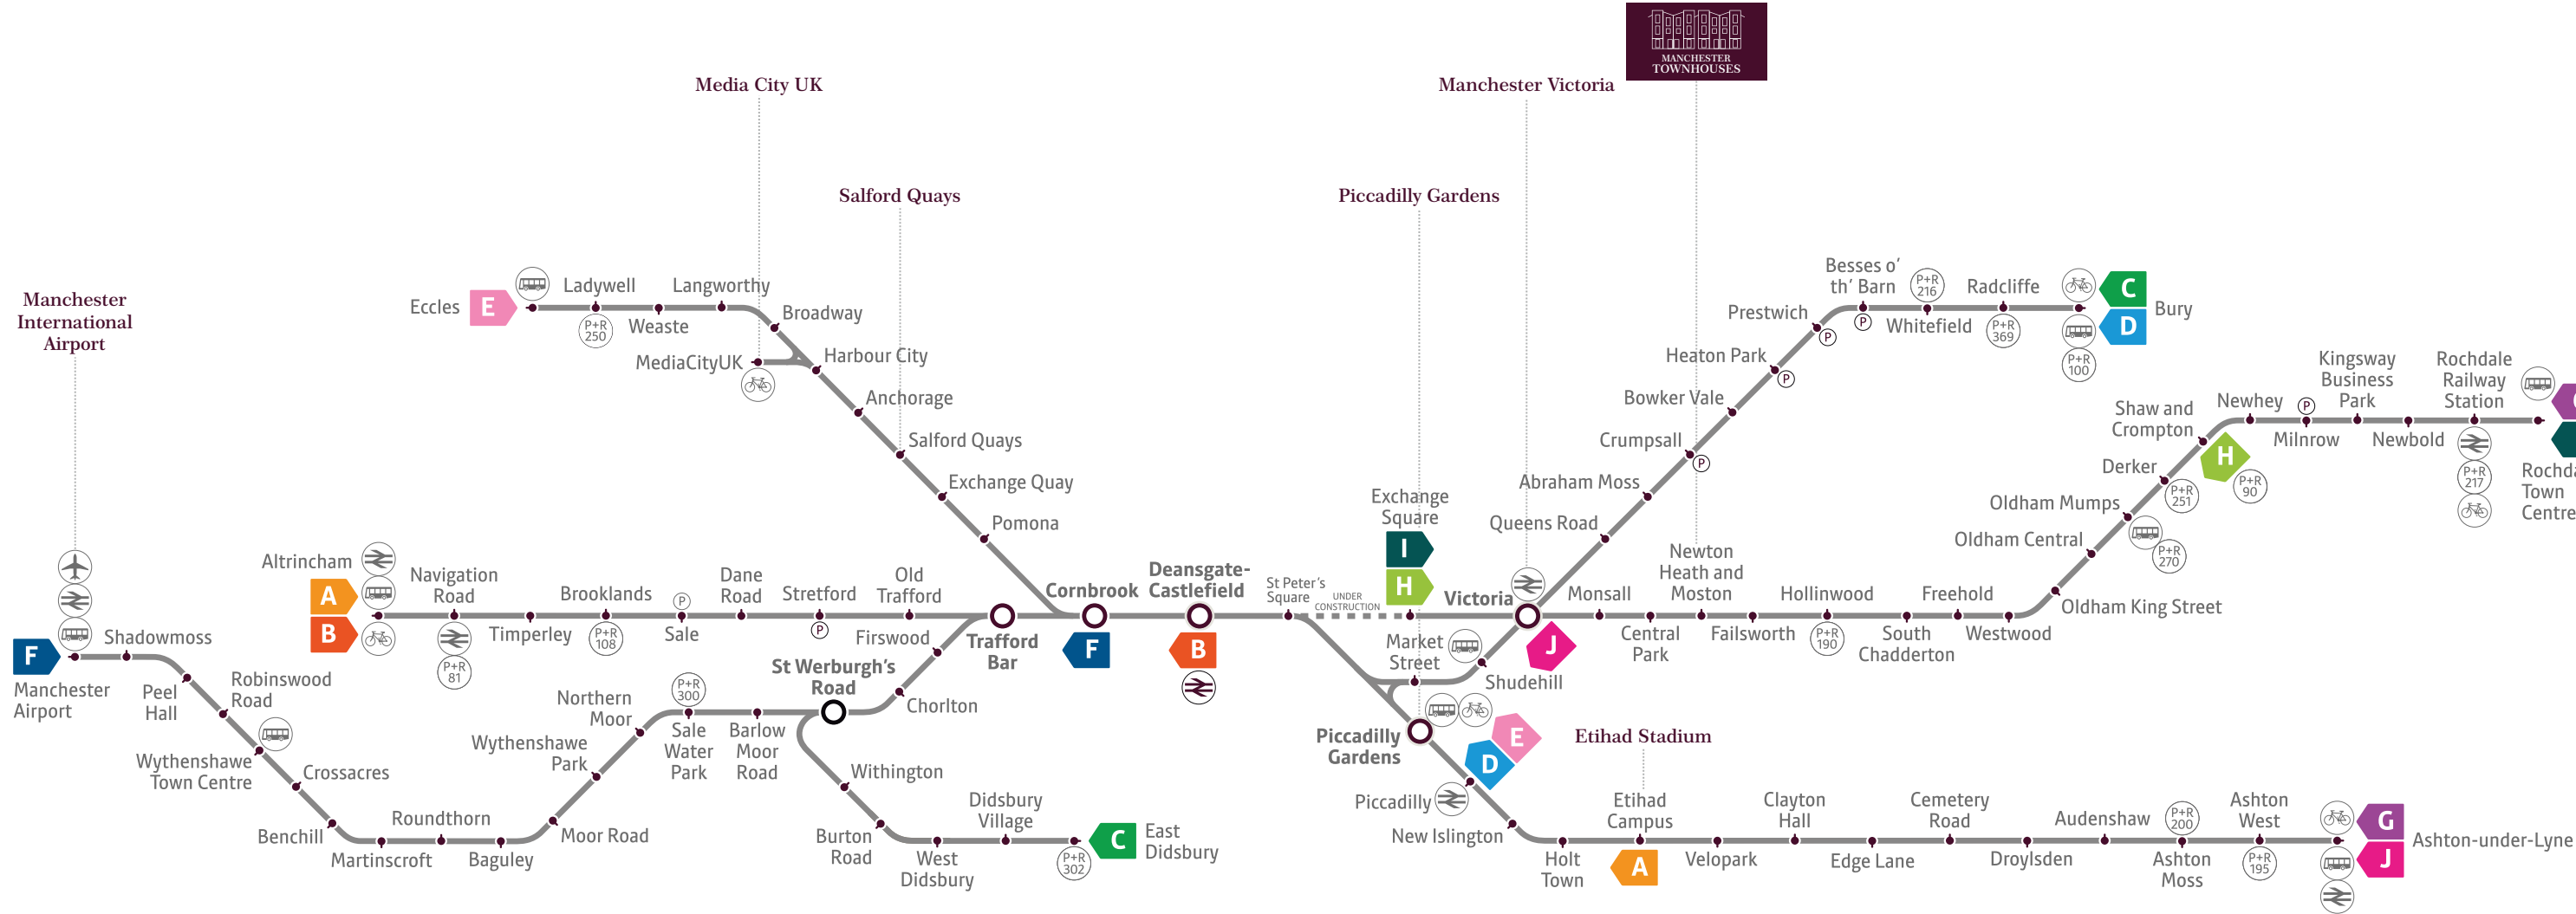 MANCHESTER
TOWNHOUSES
Media City UK
Manchester Victoria
Salford Quays
Piccadilly Gardens
Manchester
International
Airport
Eccles
E
Ladywell
P+R
250
Weaste
Langworthy
Broadway
MediaCityUK
Harbour City
Anchorage
Salford Quays
Exchange Quay
Pomona
Besses o'
th' Barn
P
P+R
216
Whitefield
Radcliffe
P+R
369
C
D
Bury
P+R
100
Prestwich
P
Heaton Park
P
Bowker Vale
Crumpsall
P
Abraham Moss
Queens Road
Exchange
Square
I
H
Kingsway
Business
Park
Rochdale
Railway
Station
Newhey
P
Milnrow
Newbold
P+R
217
Town
Centre
Shaw and
Crompton
H
P+R
90
Derker
P+R
251
Oldham Mumps
P+R
270
Oldham Central
Oldham King Street
Altrincham
A
B
Navigation
Road
P+R
81
Timperley
Brooklands
P+R
108
P
Sale
Dane
Road
Stretford
P
Old
Trafford
Firswood
Trafford
Bar
Cornbrook
F
Deansgate-
Castlefield
B
St Peter's
Square
UNDER
CONSTRUCTION
Victoria
J
Market
Street
Shudehill
Monsall
Central
Park
Newton
Heath and
Moston
Failsworth
Hollinwood
P+R
190
South
Chadderton
Freehold
Westwood
F
Manchester
Airport
Shadowmoss
Peel
Hall
Robinswood
Road
Wythenshawe
Town Centre
Crossacres
Benchill
Martinscroft
Roundthorn
Baguley
Moor Road
Wythenshawe
Park
Northern
Moor
P+R
300
Sale
Water
Park
Barlow
Moor
Road
St Werburgh's
Road
Chorlton
Withington
Burton
Road
West
Didsbury
Didsbury
Village
P+R
302
C
East
Didsbury
Piccadilly
Gardens
E
D
Piccadilly
New Islington
Etihad Stadium
Holt
Town
Etihad
Campus
A
Velopark
Clayton
Hall
Edge Lane
Cemetery
Road
Droylsden
Audenshaw
P+R
200
Ashton
Moss
Ashton
West
P+R
195
G
J
Ashton-under-Lyne